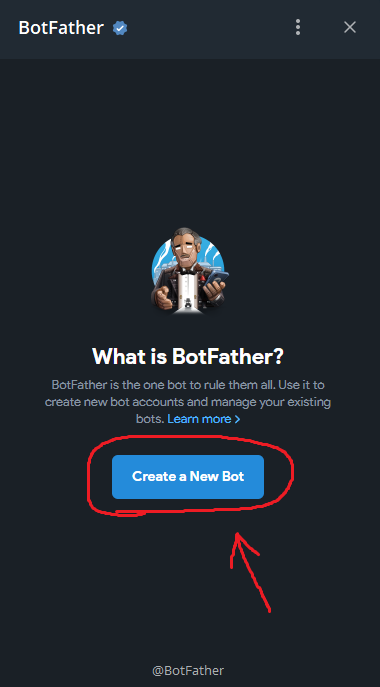 BotFather
What is BotFather?
BotFather is the one bot to rule them all. Use it to
create new bot accounts and manage your existing
bots. Learn more >
Create a New Bot
@BotFather